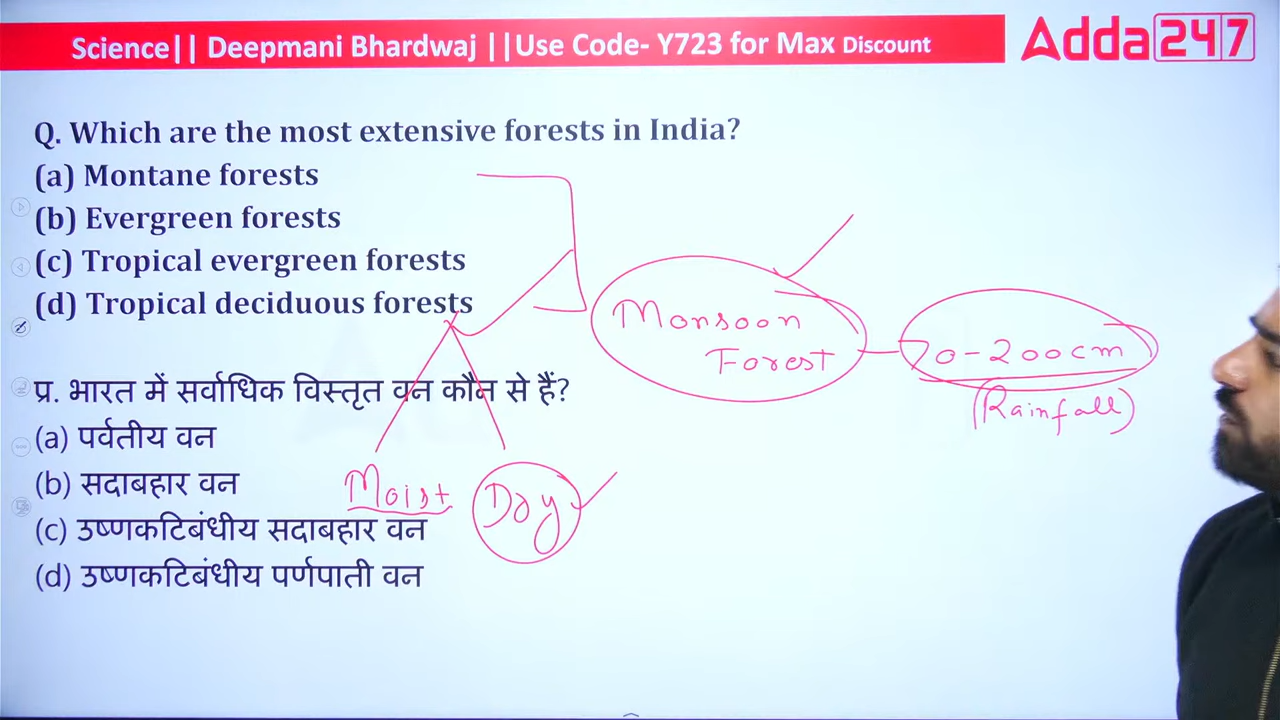 Science|| Deepmani Bhardwaj ||Use Code- Y723 for Max Discount
Adda247
Q. Which are the most extensive forests in India?
(a) Montane forests
(b) Evergreen forests
(c) Tropical evergreen forests
(d) Tropical deciduous forests
Monsoon
Forest
70-200cm
(Rainfall)
प्र. भारत में सर्वाधिक विस्तृत वन कौन से हैं?
(a) पर्वतीय वन
(b) सदाबहार वन
Moist
Dry
(c) उष्णकटिबंधीय सदाबहार वन
(d) उष्णकटिबंधीय पर्णपाती वन